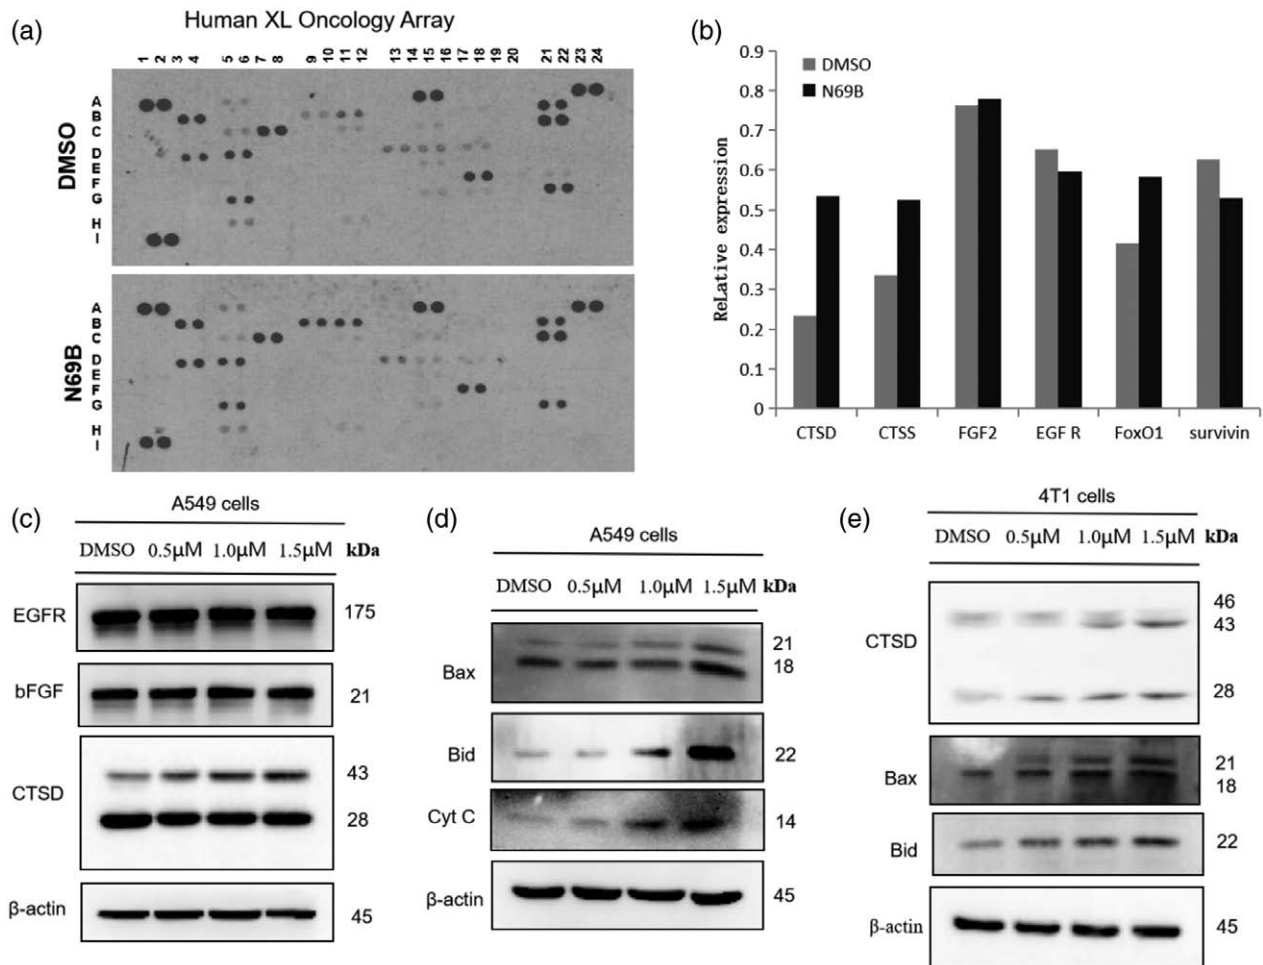 (a)
Human XL Oncology Array
1 2 3 4 5 6 7 8 9 10 11 12 13 14 15 16 17 18 19 20 21 22 23 24
DMSO
A
B
C
D
E
F
G
H
I
N69B
A
B
C
D
E
F
G
H
I
(b)
0.9
0.8
0.7
0.6
0.5
0.4
0.3
0.2
0.1
0
ReLative expression
DMSO
N69B
CTSD CTSS FGF2 EGF R FoxO1 survivin
(c)
A549 cells
DMSO 0.5μM 1.0μM 1.5μM kDa
EGFR 175
bFGF 21
CTSD 43
28
β-actin 45
(d)
A549 cells
DMSO 0.5μM 1.0μM 1.5μM kDa
Bax 21
18
Bid 22
Cyt C 14
β-actin 45
(e)
4T1 cells
DMSO 0.5μM 1.0μM 1.5μM kDa
CTSD 46
43
28
Bax 21
18
Bid 22
β-actin 45